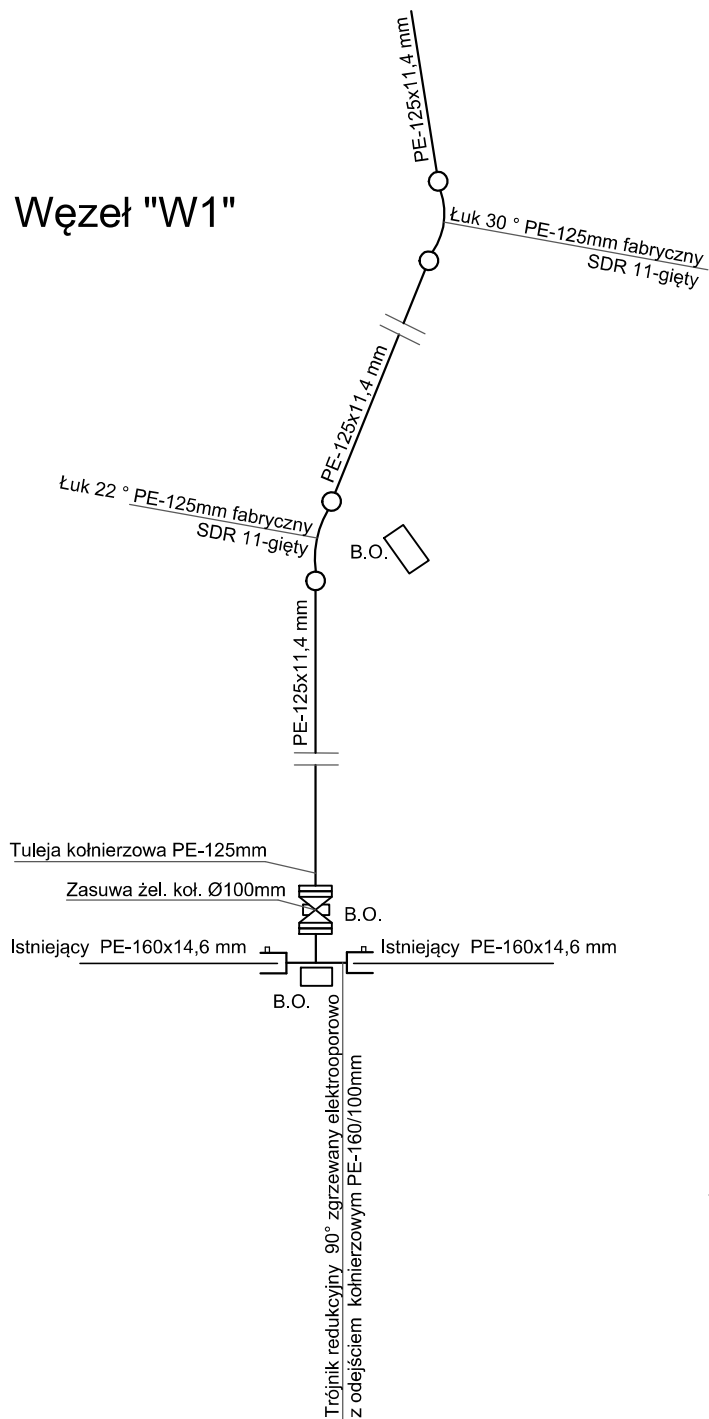 PE-125x11,4 mm
Węzeł "W1"
Łuk 30 ° PE-125mm fabryczny
SDR 11-gięty
PE-125x11,4 mm
Łuk 22 ° PE-125mm fabryczny
SDR 11-gięty
B.O.
PE-125x11,4 mm
Tuleja kołnierzowa PE-125mm
Zasuwa żel. koł. Ø100mm
B.O.
Istniejący PE-160x14,6 mm
Istniejący PE-160x14,6 mm
B.O.
Trójnik redukcyjny 90° zgrzewany elektrooporowo
z odejściem kołnierzowym PE-160/100mm